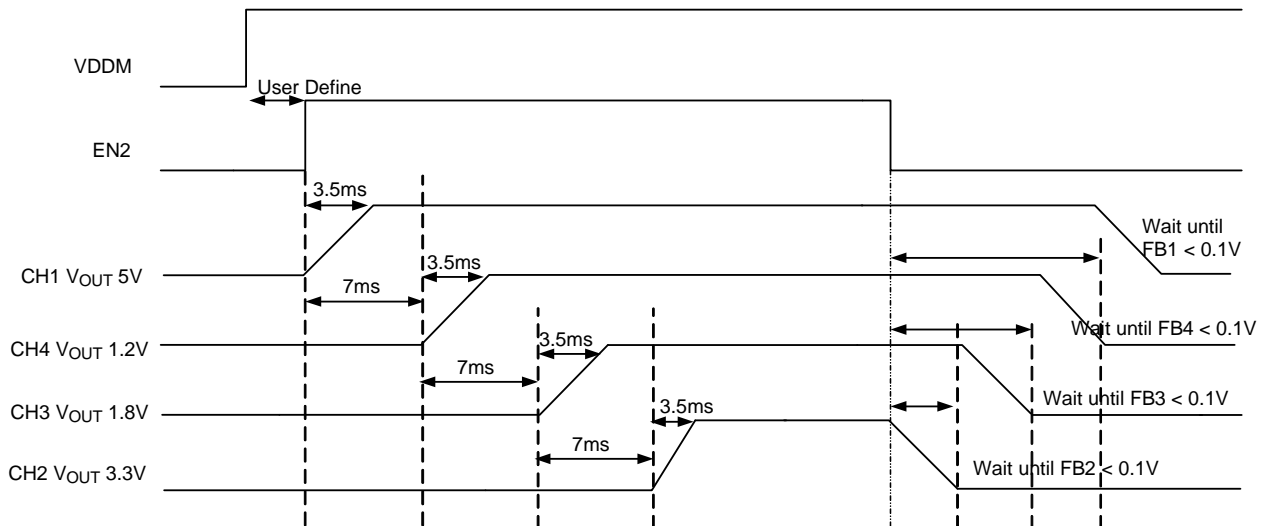 VDDM
User Define
EN2
3.5ms
Wait until
FB1 < 0.1V
CH1 VOUT 5V
3.5ms
7ms
Wait until FB4 < 0.1V
CH4 VOUT 1.2V
3.5ms
7ms
Wait until FB3 < 0.1V
CH3 VOUT 1.8V
3.5ms
7ms
Wait until FB2 < 0.1V
CH2 VOUT 3.3V